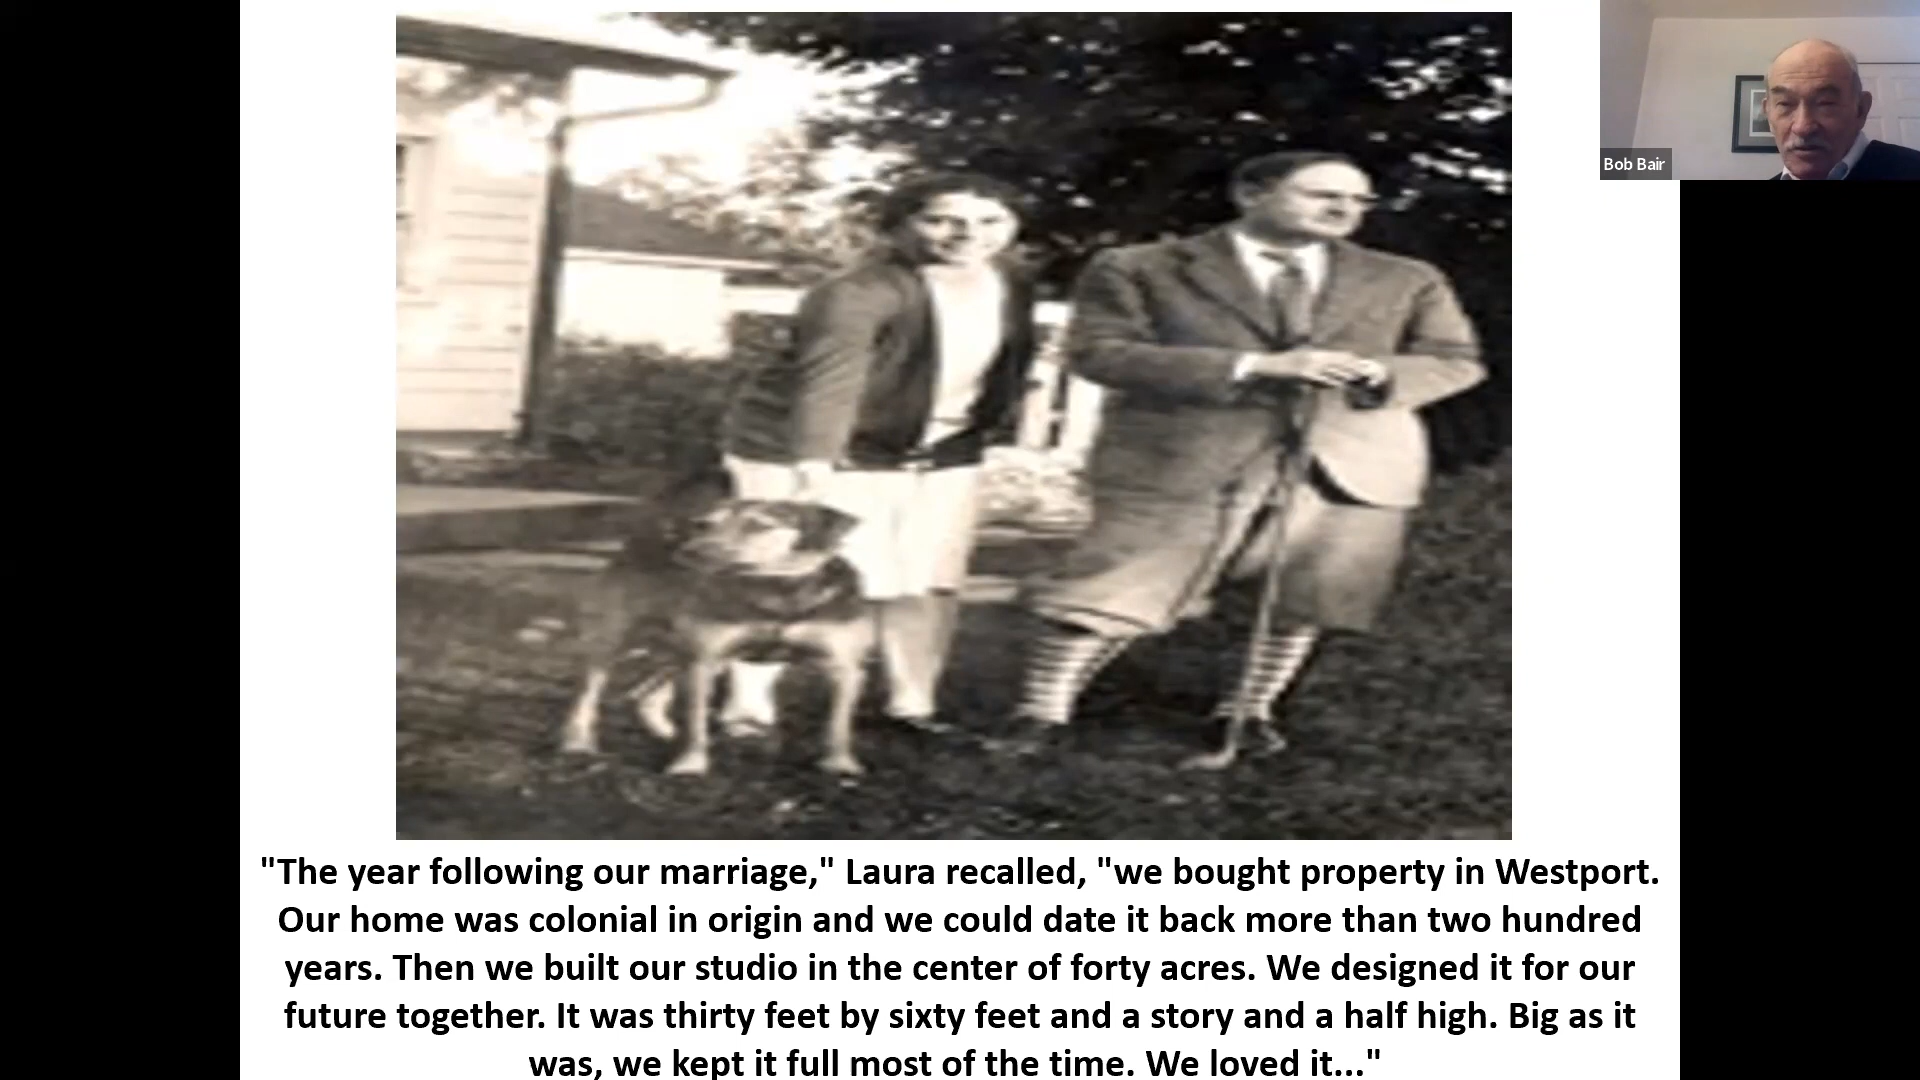 Bob Bair
"The year following our marriage," Laura recalled, "we bought property in Westport.
Our home was colonial in origin and we could date it back more than two hundred
years. Then we built our studio in the center of forty acres. We designed it for our
future together. It was thirty feet by sixty feet and a story and a half high. Big as it
was, we kept it full most of the time. We loved it..."